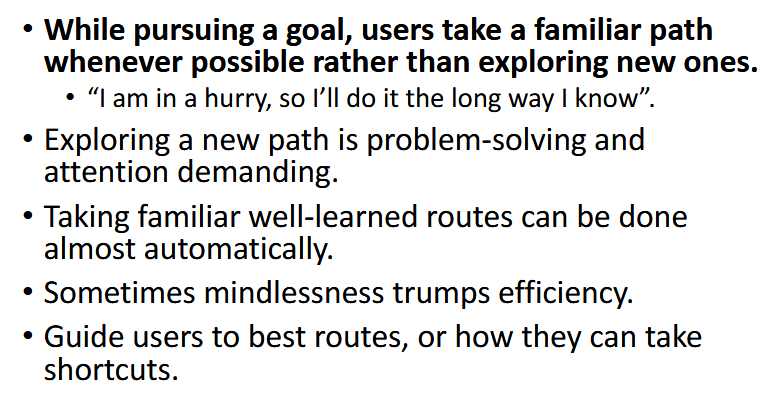 • While pursuing a goal, users take a familiar path
whenever possible rather than exploring new ones.
• “I am in a hurry, so I’ll do it the long way I know”.
• Exploring a new path is problem-solving and
attention demanding.
• Taking familiar well-learned routes can be done
almost automatically.
• Sometimes mindlessness trumps efficiency.
• Guide users to best routes, or how they can take
shortcuts.